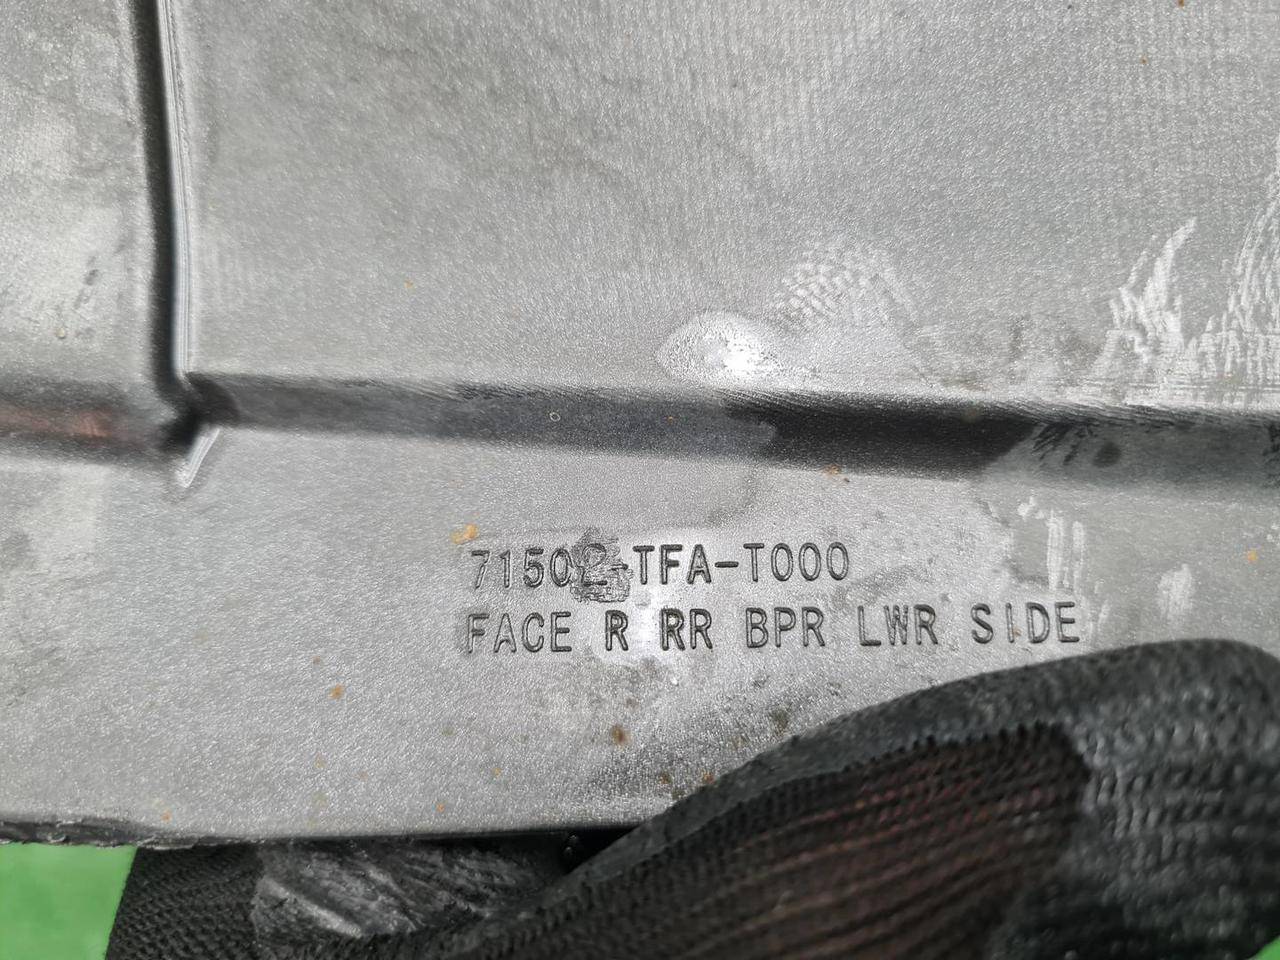 71502-TFA-T000
FACE R RR BPR LWR SIDE